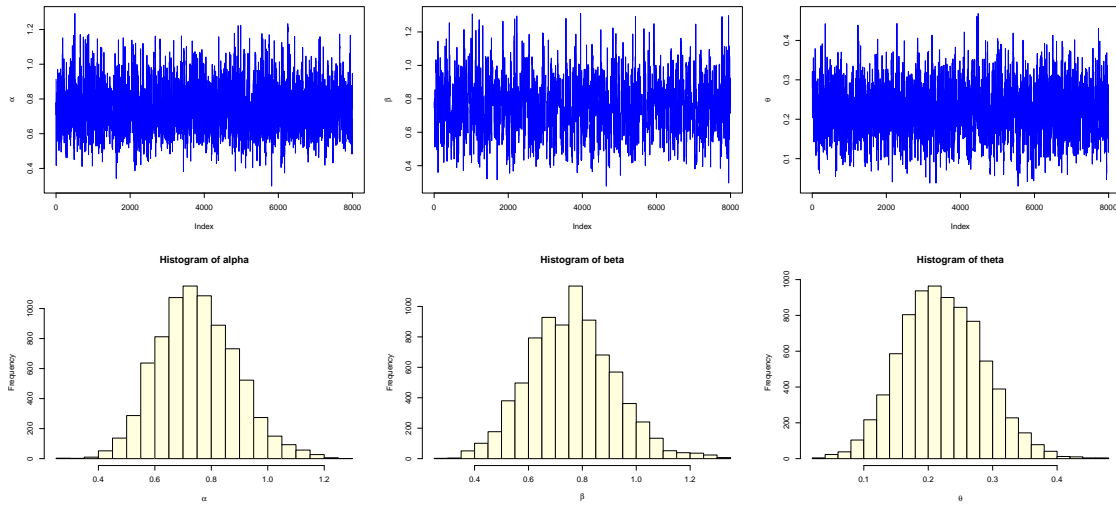 α
0.4 0.6 0.8 1.0 1.2
0 2000 4000 6000 8000
Index
β
0.4 0.6 0.8 1.0 1.2
0 2000 4000 6000 8000
Index
θ
0.1 0.2 0.3 0.4
0 2000 4000 6000 8000
Index
Histogram of alpha
Frequency
0 200 400 600 800 1000
0.4 0.6 0.8 1.0 1.2
α
Histogram of beta
Frequency
0 200 400 600 800 1000
0.4 0.6 0.8 1.0 1.2
β
Histogram of theta
Frequency
0 200 400 600 800 1000
0.1 0.2 0.3 0.4
θ